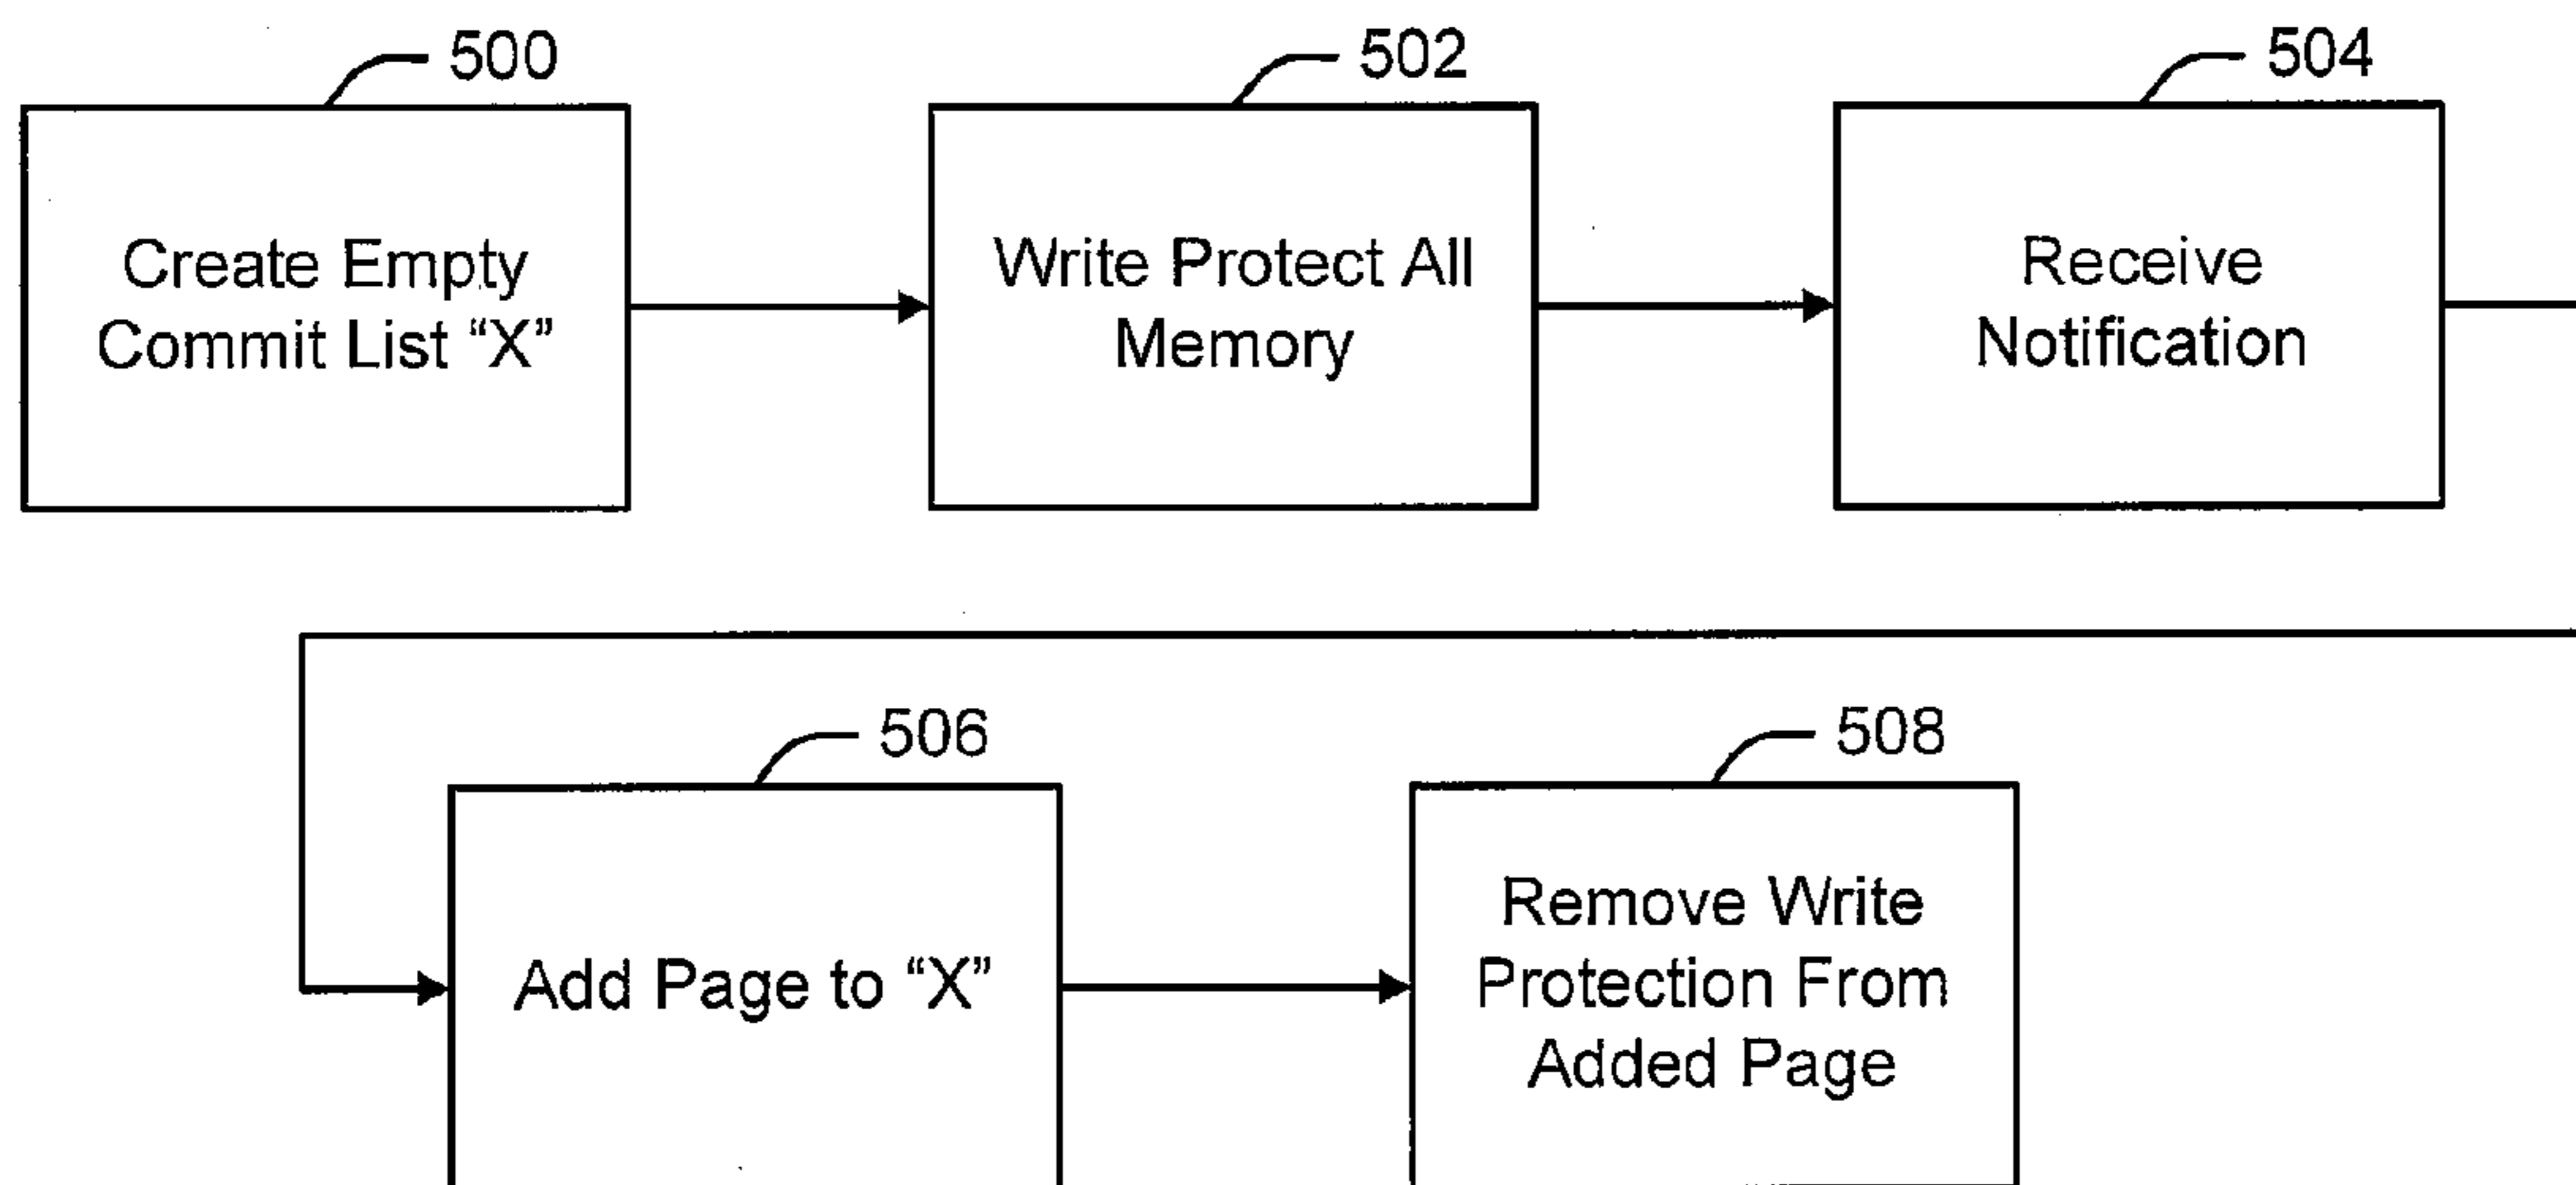 500
Create Empty
Commit List “X”
502
Write Protect All
Memory
504
Receive
Notification
506
Add Page to “X”
508
Remove Write
Protection From
Added Page